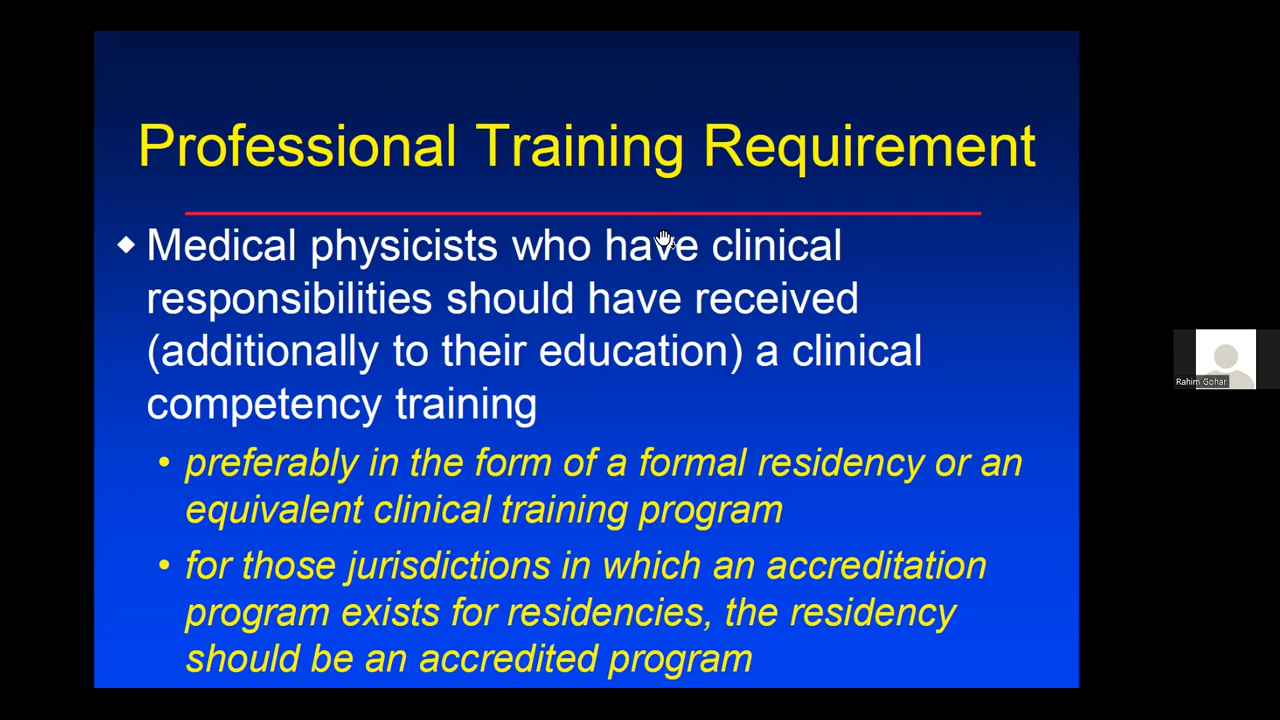 Professional Training Requirement
Medical physicists who have clinical
responsibilities should have received
(additionally to their education) a clinical
competency training
• preferably in the form of a formal residency or an
equivalent clinical training program
• for those jurisdictions in which an accreditation
program exists for residencies, the residency
should be an accredited program
Rahim Gohar